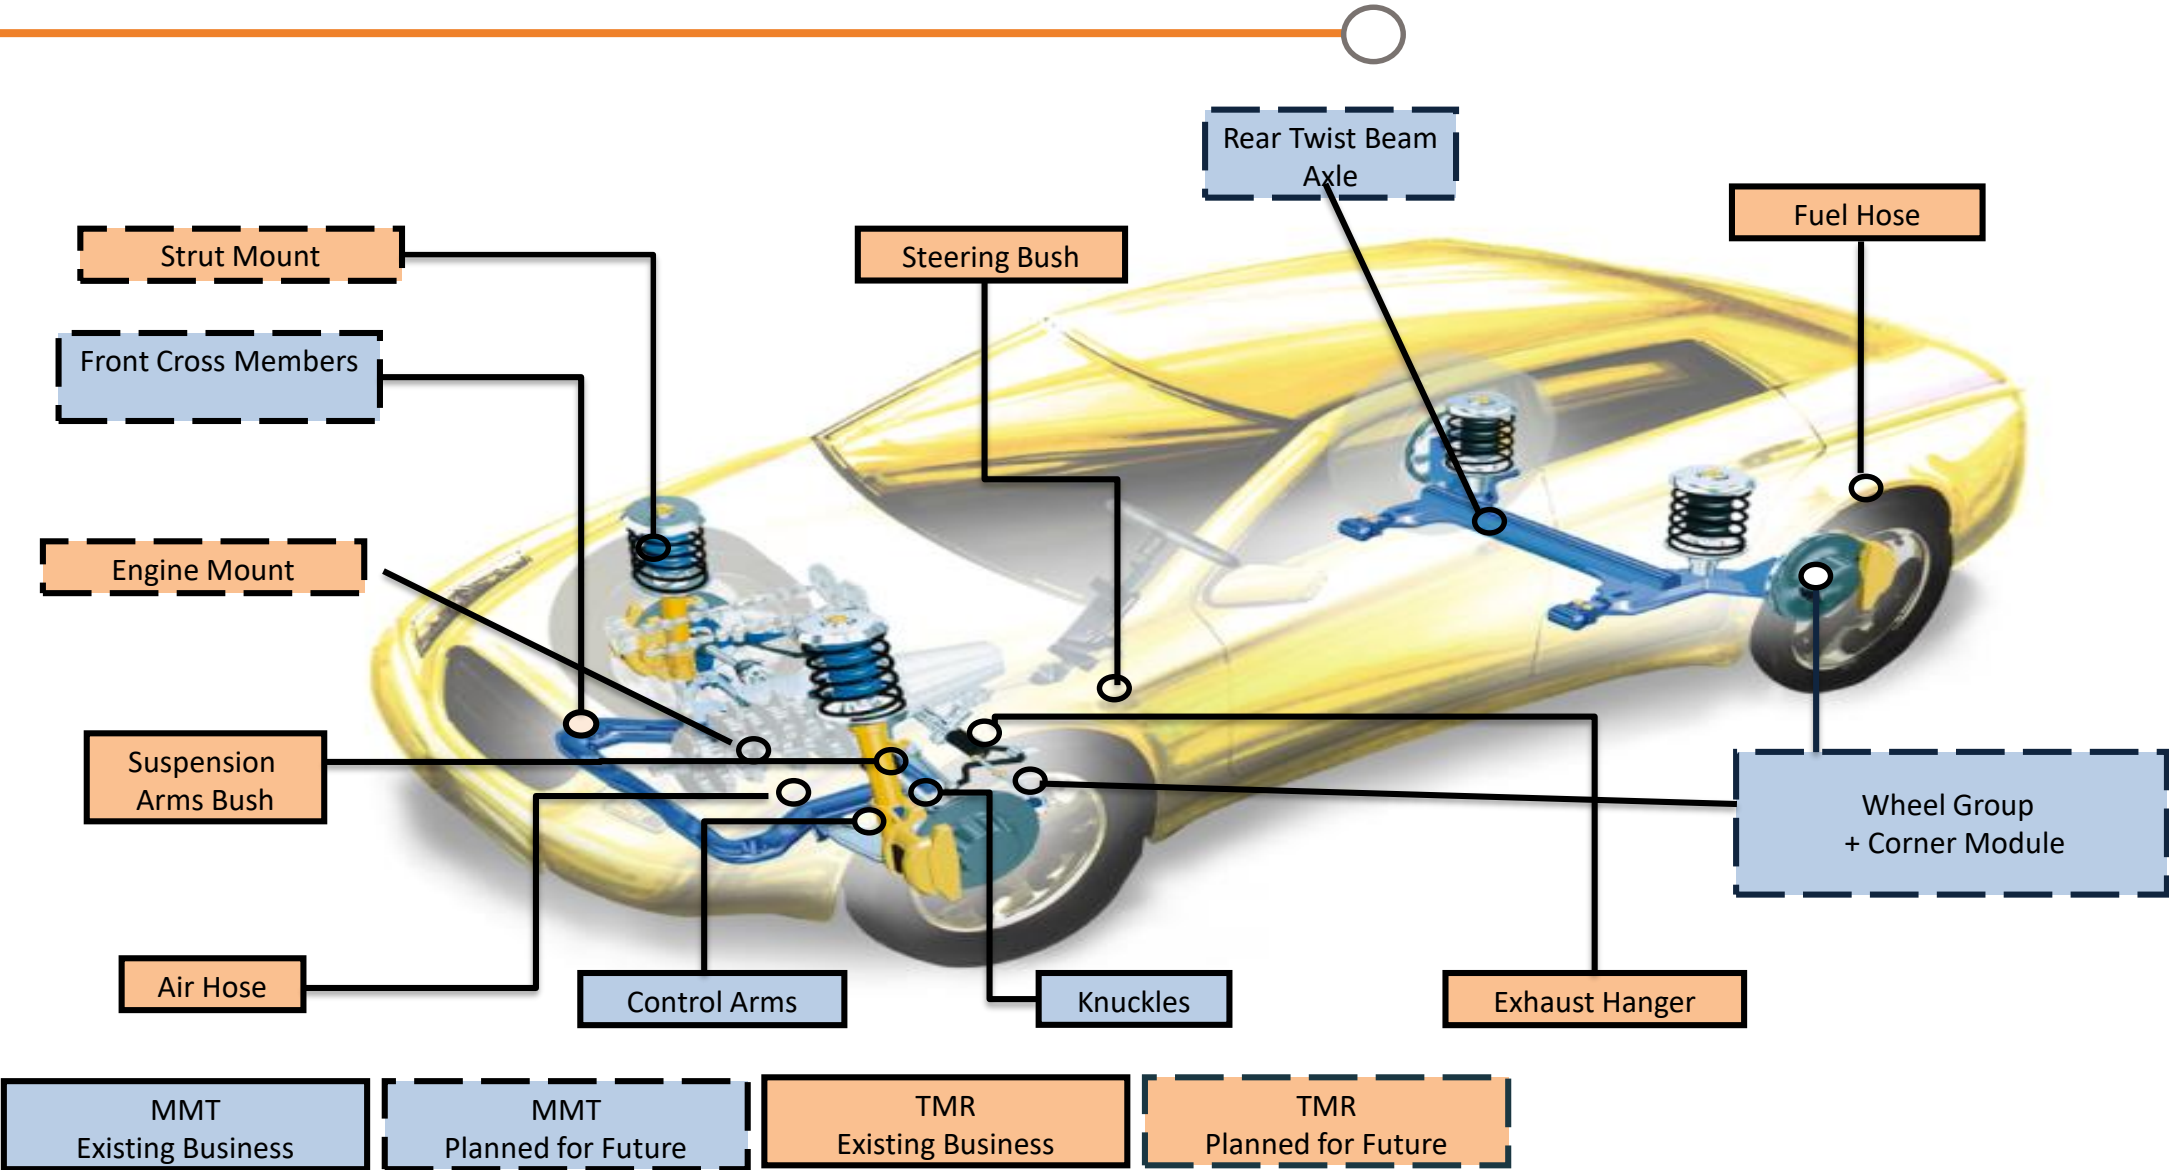 Rear Twist Beam
Axle
Fuel Hose
Strut Mount
Steering Bush
Front Cross Members
Engine Mount
Suspension
Arms Bush
Wheel Group
+ Corner Module
Air Hose
Control Arms
Knuckles
Exhaust Hanger
MMT
Existing Business
MMT
Planned for Future
TMR
Existing Business
TMR
Planned for Future